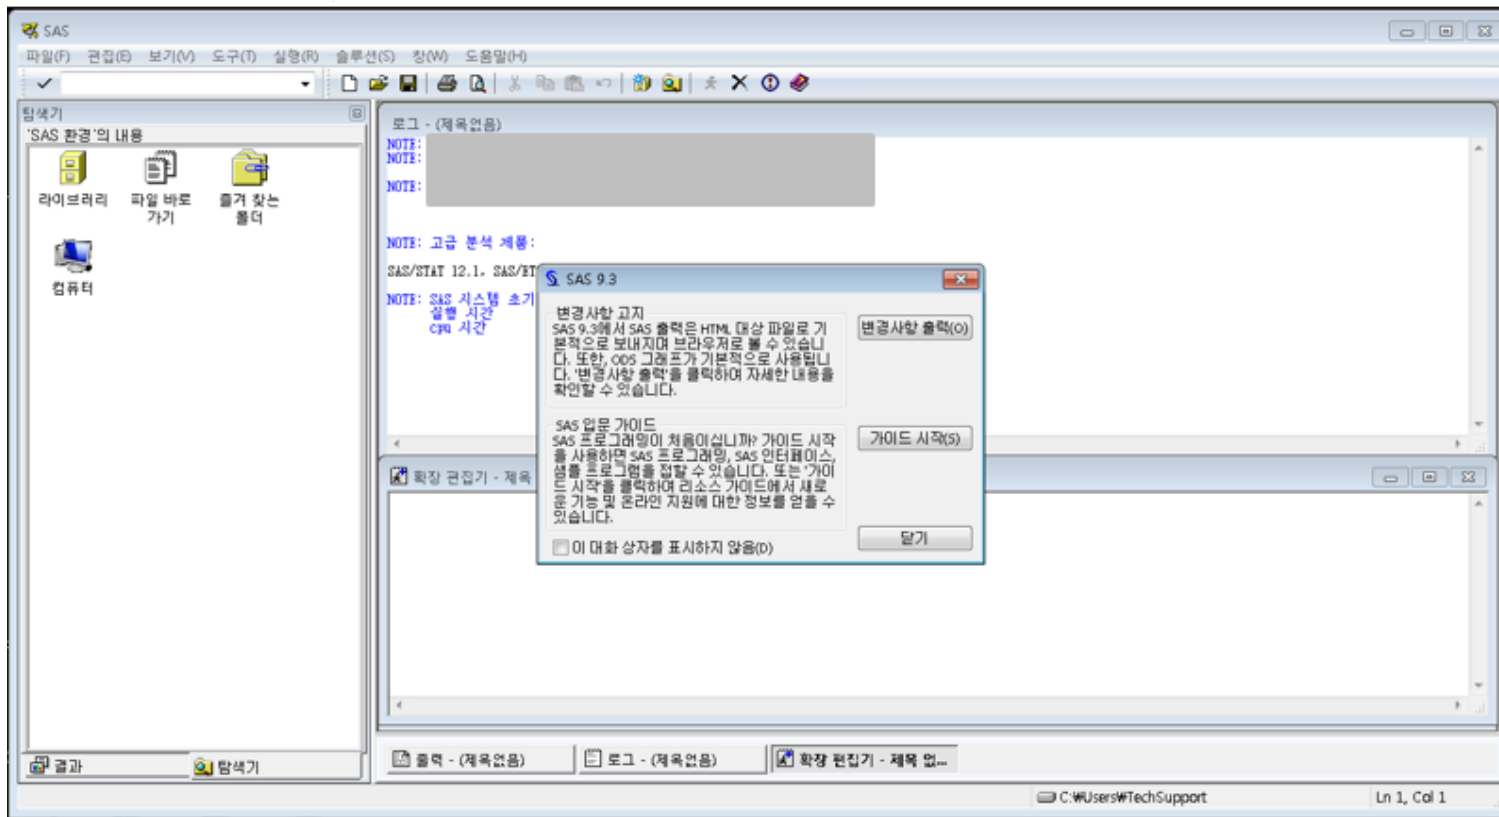 SAS
파일(F) 편집(E) 보기(V) 도구(T) 실행(R) 솔루션(S) 창(W) 도움말(H)
탐색기
'SAS 환경'의 내용
라이브러리
파일 바로
가기
즐겨 찾는
폴더
컴퓨터
로그 - (제목없음)
NOTE:
NOTE:
NOTE:
NOTE: 고급 분석 제품:
SAS/STAT 12.1, SAS/ET
NOTE: SAS 시스템 초기
실행 시간
cpu 시간
SAS 9.3
변경사항 고지
SAS 9.3에서 SAS 출력은 HTML 대상 파일로 기
본적으로 보내지며 브라우저로 볼 수 있습니
다. 또한, ODS 그래프가 기본적으로 사용됩니
다. '변경사항 출력'을 클릭하여 자세한 내용을
확인할 수 있습니다.
변경사항 출력(O)
SAS 입문 가이드
SAS 프로그래밍이 처음이십니까? 가이드 시작
을 사용하면 SAS 프로그래밍, SAS 인터페이스,
샘플 프로그램을 접할 수 있습니다. 또는 '가이
드 시작'을 클릭하여 리소스 가이드에서 새로
운 기능 및 온라인 지원에 대한 정보를 얻을 수
있습니다.
가이드 시작(S)
이 대화 상자를 표시하지 않음(D)
닫기
확장 편집기 - 제목
결과
탐색기
출력 - (제목없음)
로그 - (제목없음)
확장 편집기 - 제목 없...
C:₩Users₩TechSupport
Ln 1, Col 1